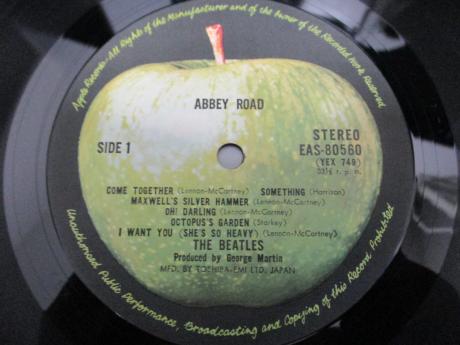 Apple Records-All Rights of the Manufacturer and of the Owner of the Recorded Work Reserved.
ABBEY ROAD
SIDE 1
STEREO
EAS-80560
(YEX 749)
33⅓ r. p. m.
COME TOGETHER (Lennon-McCartney) SOMETHING (Harrison)
MAXWELL'S SILVER HAMMER (Lennon-McCartney)
OH! DARLING (Lennon-McCartney)
OCTOPUS'S GARDEN (Starkey)
I WANT YOU (SHE'S SO HEAVY) (Lennon-McCartney)
THE BEATLES
Produced by George Martin
MFD. BY TOSHIBA-EMI LTD. JAPAN
Unauthorized Public Performance, Broadcasting and Copying of this Record Prohibited